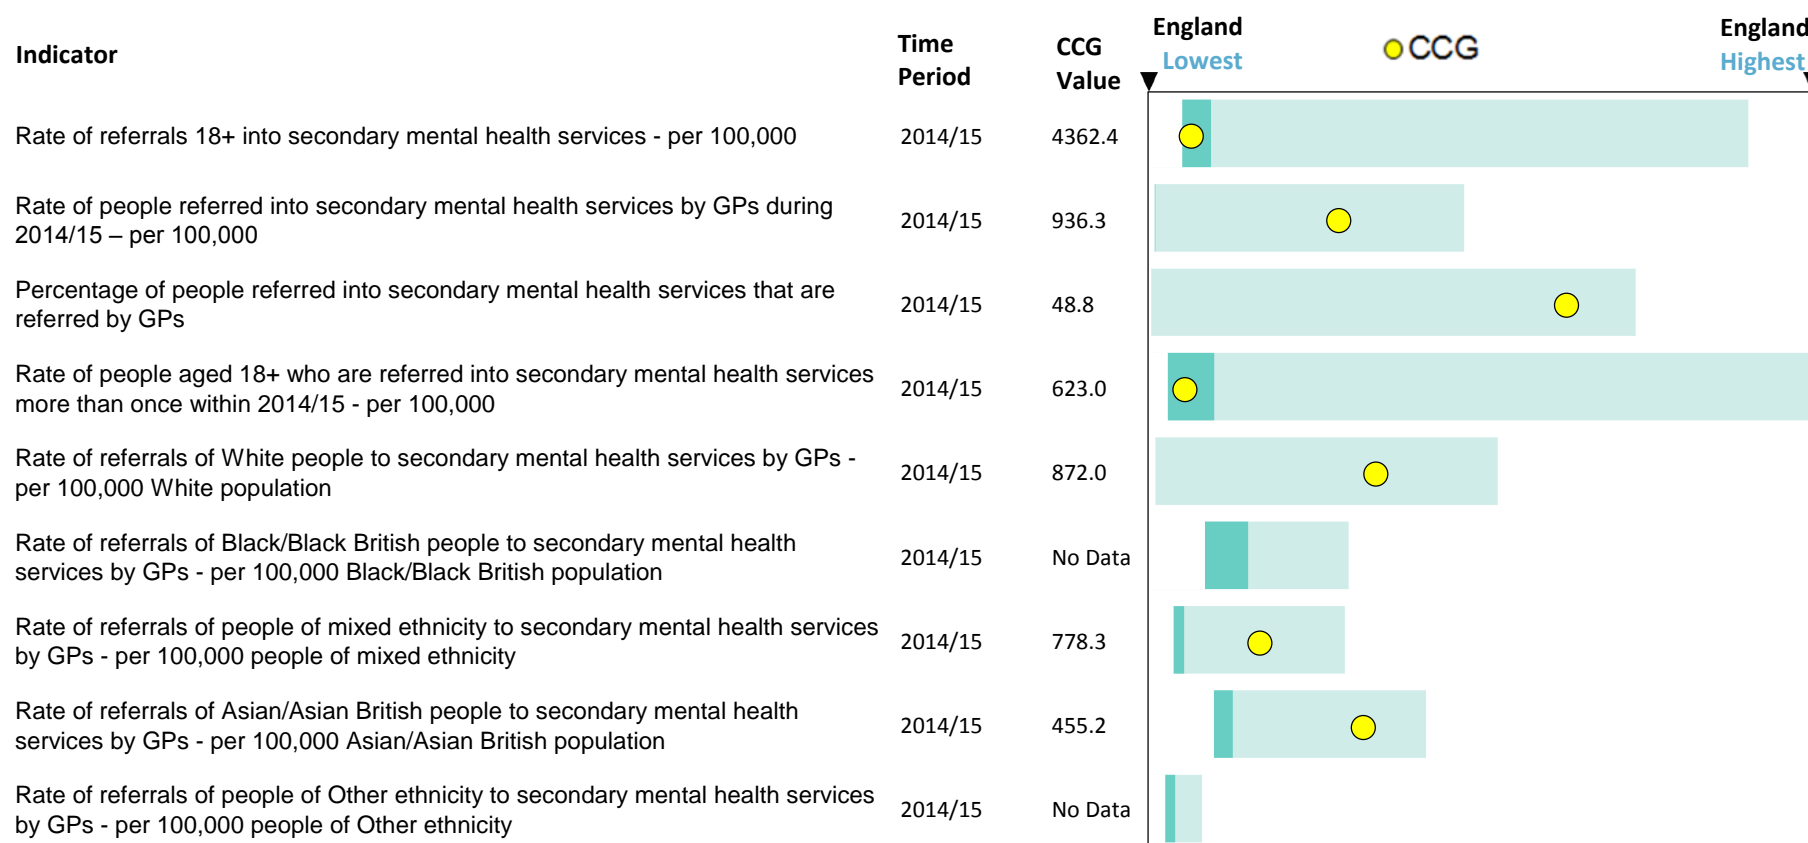 Indicator
Time
Period
CCG
Value
England
Lowest
CCG
England
Highest
Rate of referrals 18+ into secondary mental health services - per 100,000
2014/15
4362.4
Rate of people referred into secondary mental health services by GPs during
2014/15 – per 100,000
2014/15
936.3
Percentage of people referred into secondary mental health services that are
referred by GPs
2014/15
48.8
Rate of people aged 18+ who are referred into secondary mental health services
more than once within 2014/15 - per 100,000
2014/15
623.0
Rate of referrals of White people to secondary mental health services by GPs -
per 100,000 White population
2014/15
872.0
Rate of referrals of Black/Black British people to secondary mental health
services by GPs - per 100,000 Black/Black British population
2014/15
No Data
Rate of referrals of people of mixed ethnicity to secondary mental health services
by GPs - per 100,000 people of mixed ethnicity
2014/15
778.3
Rate of referrals of Asian/Asian British people to secondary mental health
services by GPs - per 100,000 Asian/Asian British population
2014/15
455.2
Rate of referrals of people of Other ethnicity to secondary mental health services
by GPs - per 100,000 people of Other ethnicity
2014/15
No Data